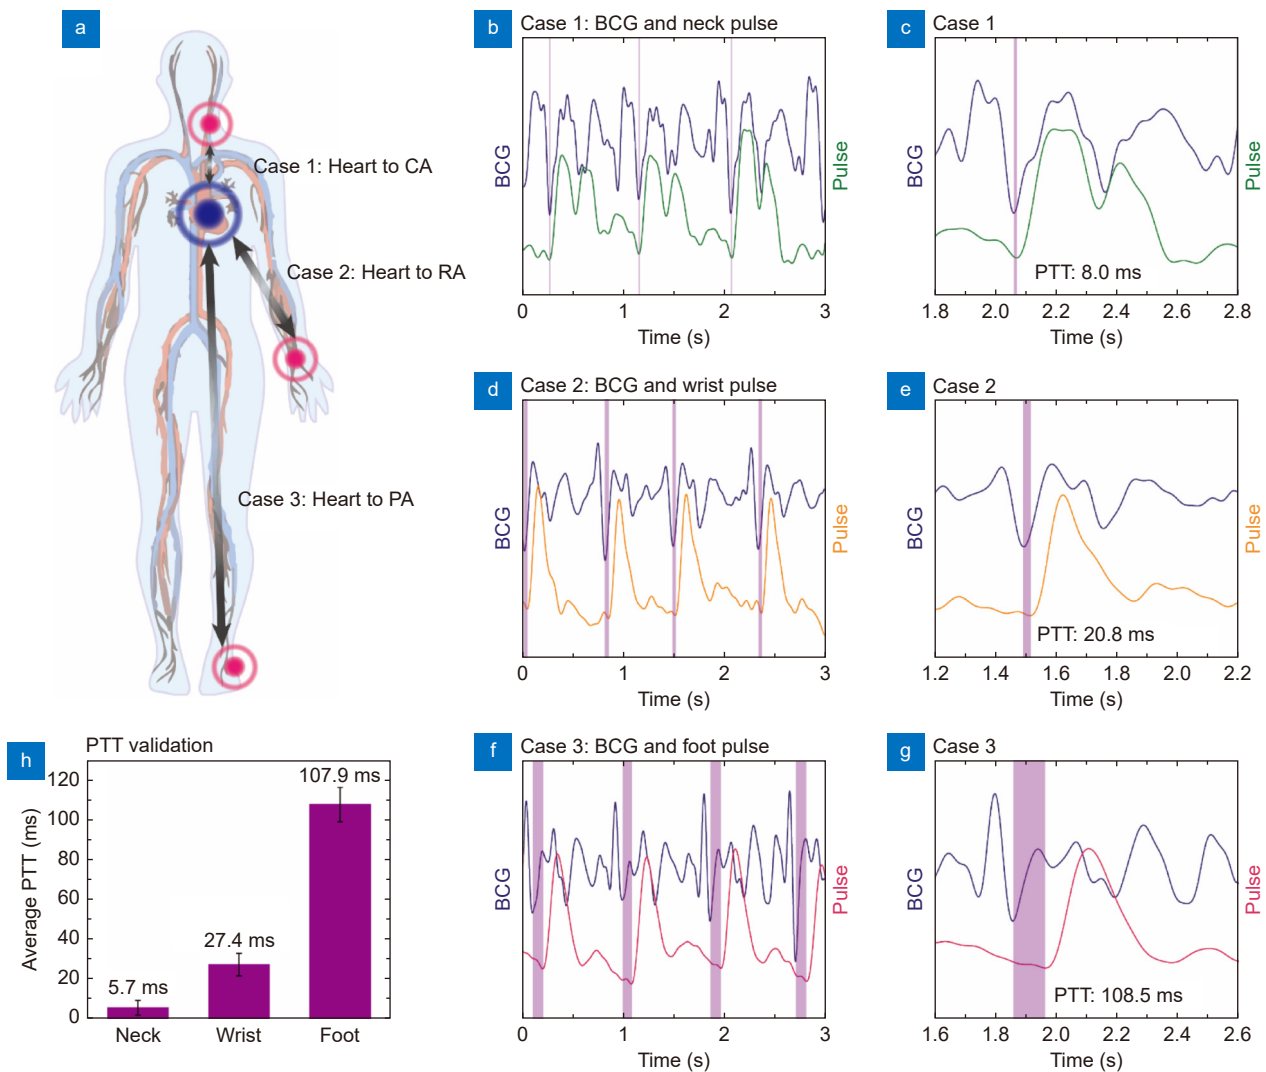 a
Case 1: Heart to CA
Case 2: Heart to RA
Case 3: Heart to PA
b
Case 1: BCG and neck pulse
BCG
Pulse
0 1 2 3
Time (s)
c
Case 1
BCG
Pulse
PTT: 8.0 ms
1.8 2.0 2.2 2.4 2.6 2.8
Time (s)
d
Case 2: BCG and wrist pulse
BCG
Pulse
0 1 2 3
Time (s)
e
Case 2
BCG
Pulse
PTT: 20.8 ms
1.2 1.4 1.6 1.8 2.0 2.2
Time (s)
f
Case 3: BCG and foot pulse
BCG
Pulse
0 1 2 3
Time (s)
g
Case 3
BCG
Pulse
PTT: 108.5 ms
1.6 1.8 2.0 2.2 2.4 2.6
Time (s)
h
PTT validation
Average PTT (ms)
120
100
80
60
40
20
0
5.7 ms
27.4 ms
107.9 ms
Neck Wrist Foot